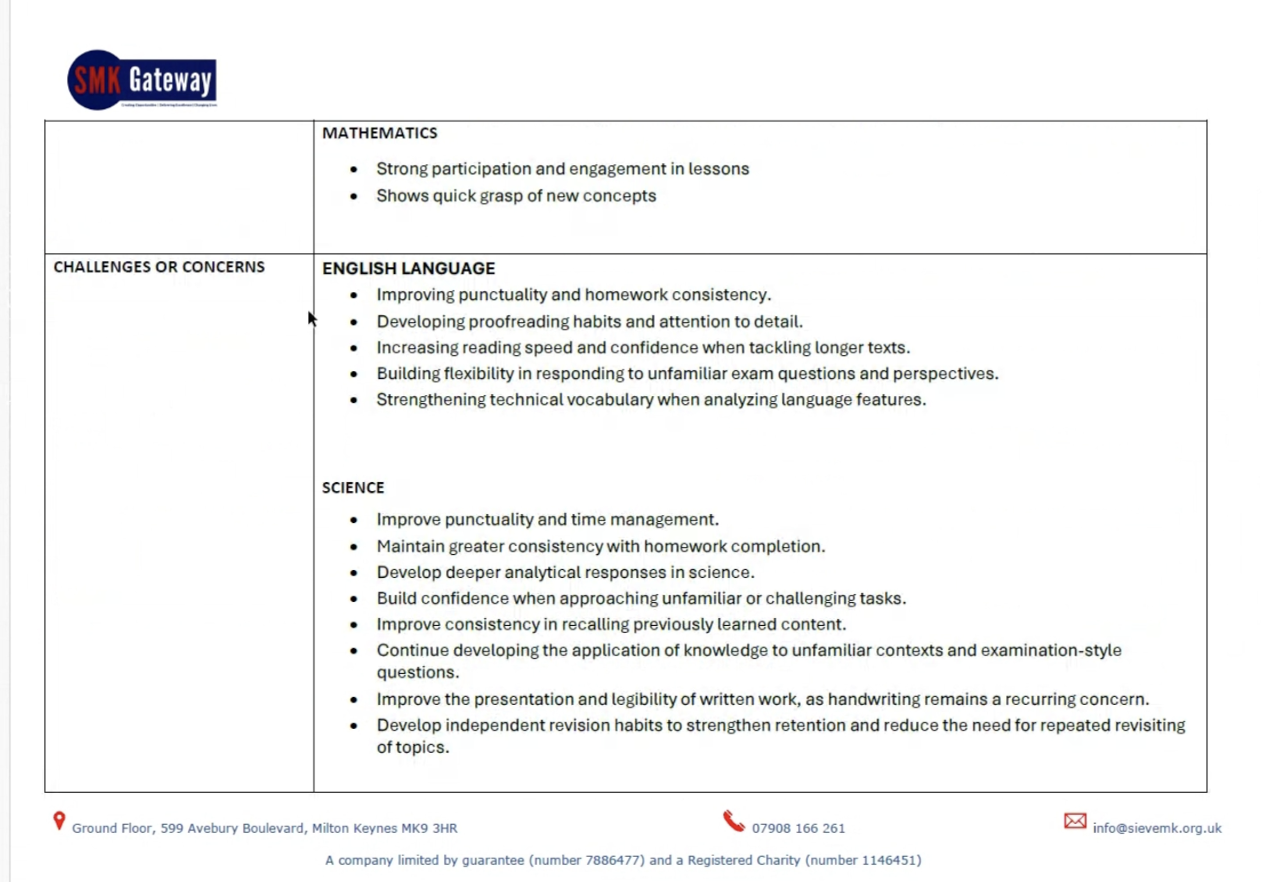 SMK Gateway
MATHEMATICS
• Strong participation and engagement in lessons
• Shows quick grasp of new concepts
CHALLENGES OR CONCERNS
ENGLISH LANGUAGE
• Improving punctuality and homework consistency.
• Developing proofreading habits and attention to detail.
• Increasing reading speed and confidence when tackling longer texts.
• Building flexibility in responding to unfamiliar exam questions and perspectives.
• Strengthening technical vocabulary when analyzing language features.
SCIENCE
• Improve punctuality and time management.
• Maintain greater consistency with homework completion.
• Develop deeper analytical responses in science.
• Build confidence when approaching unfamiliar or challenging tasks.
• Improve consistency in recalling previously learned content.
• Continue developing the application of knowledge to unfamiliar contexts and examination-style
questions.
• Improve the presentation and legibility of written work, as handwriting remains a recurring concern.
• Develop independent revision habits to strengthen retention and reduce the need for repeated revisiting
of topics.
Ground Floor, 599 Avebury Boulevard, Milton Keynes MK9 3HR
07908 166 261
info@sievemk.org.uk
A company limited by guarantee (number 7886477) and a Registered Charity (number 1146451)